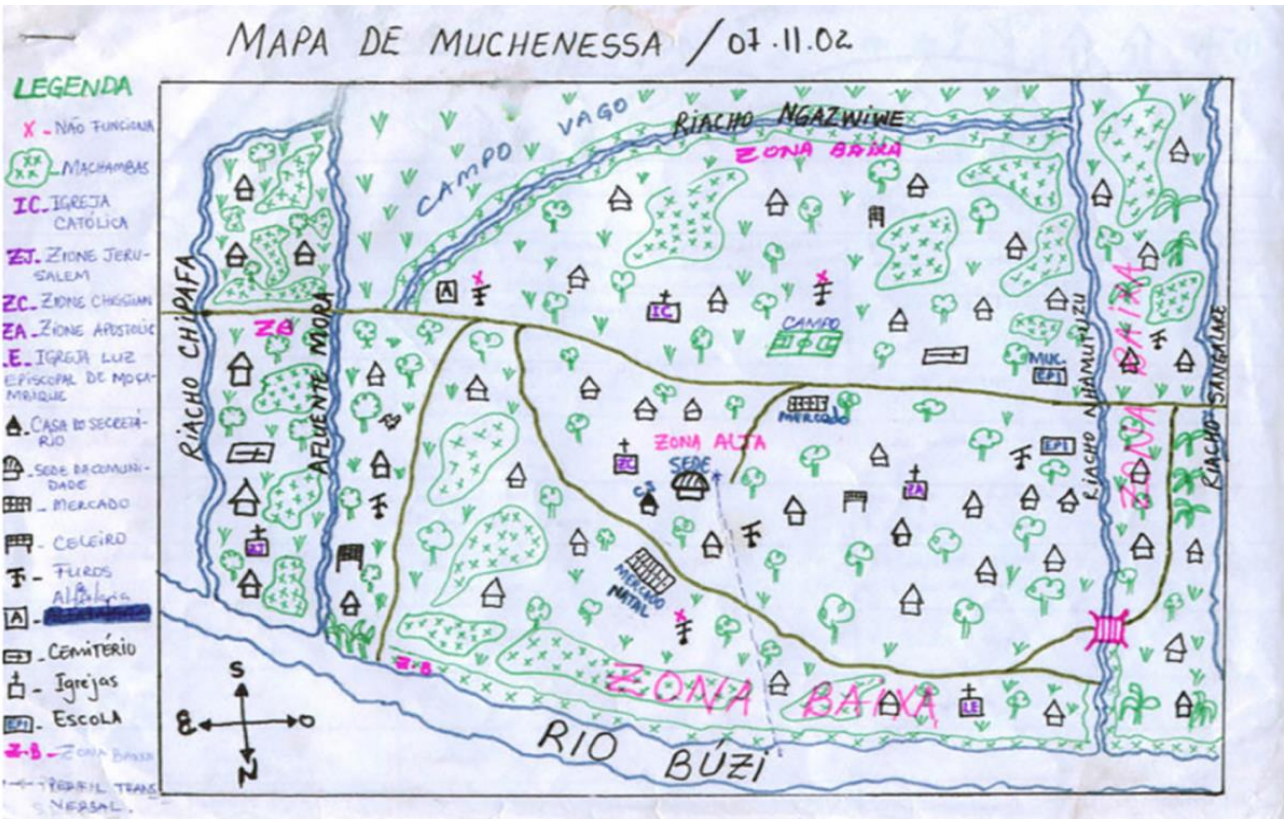 MAPA DE MUCHENESSA / 07.11.02
LEGENDA
X - NÃO FUNCIONA
MACHAMBAS
IC - IGREJA
CATÓLICA
ZJ - ZIONE JERU-
SALEM
ZC - ZIONE CHRISTIAN
ZA - ZIONE APOSTOLIC
LE - IGREJA LUZ
EPISCOPAL DE MOÇA-
MBIQUE
CASA DO SECRETÁ-
RIO
- SEDE DA COMUNI-
DADE
- MERCADO
- CELEIRO
- FUROS
A -
- CEMITÉRIO
- Igrejas
EP1 - Escola
Z-B - ZONA BAIXA
- PERFIL TRANS
VERSAL.
CAMPO VAGO
RIACHO NGAZWIWE
ZONA BAIXA
RIACHO CHIPAFA
AFLUENTE MORA
ZB
A
X
X
IC
CAMPO
MUC.
EP1
MERCADO
ZONA ALTA
SEDE
ZC
CS
ZA
EP1
ZJ
MERCADO
NATAL
X
Z-B
ZONA BAIXA
LE
RIO BÚZI
RIACHO NHAMUTUZU
ZONA BAIXA
RIACHO SANGALARE
S
E
O
N